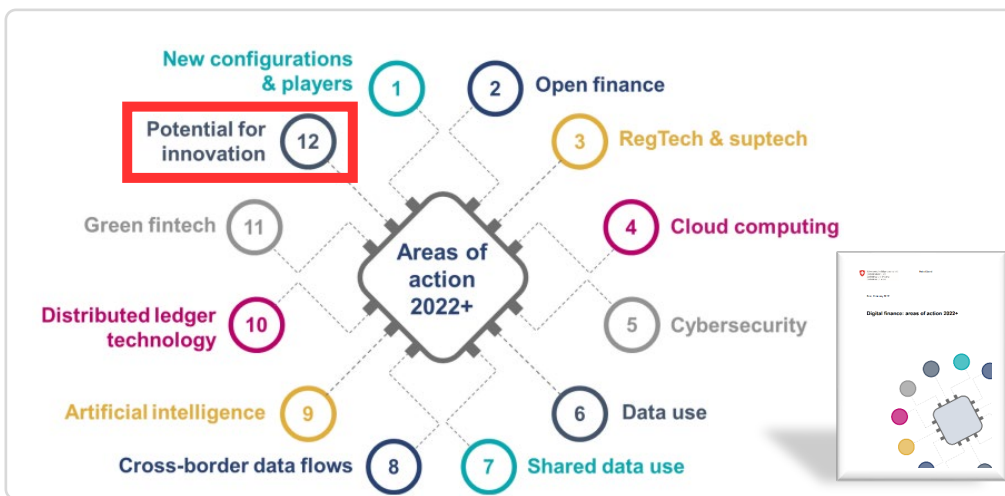 New configurations
& players
1
2
Open finance
Potential for
innovation
12
3
RegTech & suptech
Green fintech
11
4
Cloud computing
Areas of
action
2022+
Distributed ledger
technology
10
5
Cybersecurity
Artificial intelligence
9
6
Data use
Cross-border data flows
8
7
Shared data use
Digital finance: areas of action 2022+